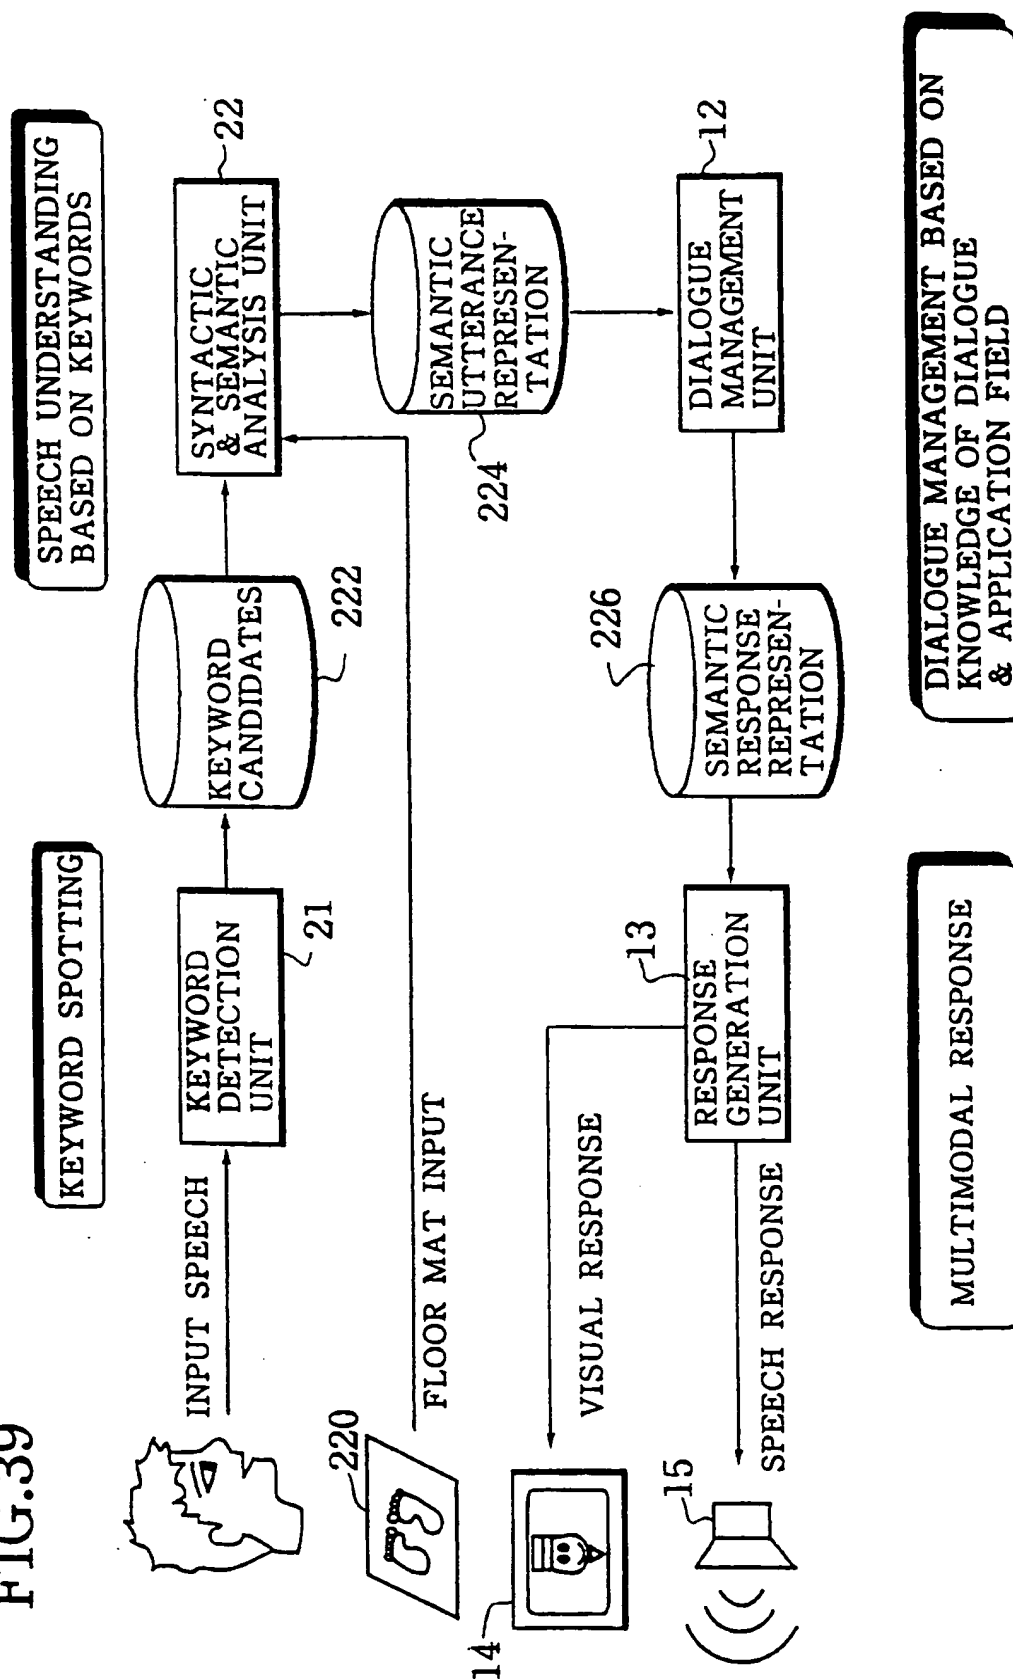 FIG.39
KEYWORD SPOTTING
SPEECH UNDERSTANDING
BASED ON KEYWORDS
INPUT SPEECH
KEYWORD
DETECTION
UNIT
21
KEYWORD
CANDIDATES
222
SYNTACTIC
& SEMANTIC
ANALYSIS UNIT
22
220
FLOOR MAT INPUT
SEMANTIC
UTTERANCE
REPRESEN-
TATION
224
14
VISUAL RESPONSE
15
SPEECH RESPONSE
RESPONSE
GENERATION
UNIT
13
SEMANTIC
RESPONSE
REPRESEN-
TATION
226
DIALOGUE
MANAGEMENT
UNIT
12
MULTIMODAL RESPONSE
DIALOGUE MANAGEMENT BASED ON
KNOWLEDGE OF DIALOGUE
& APPLICATION FIELD